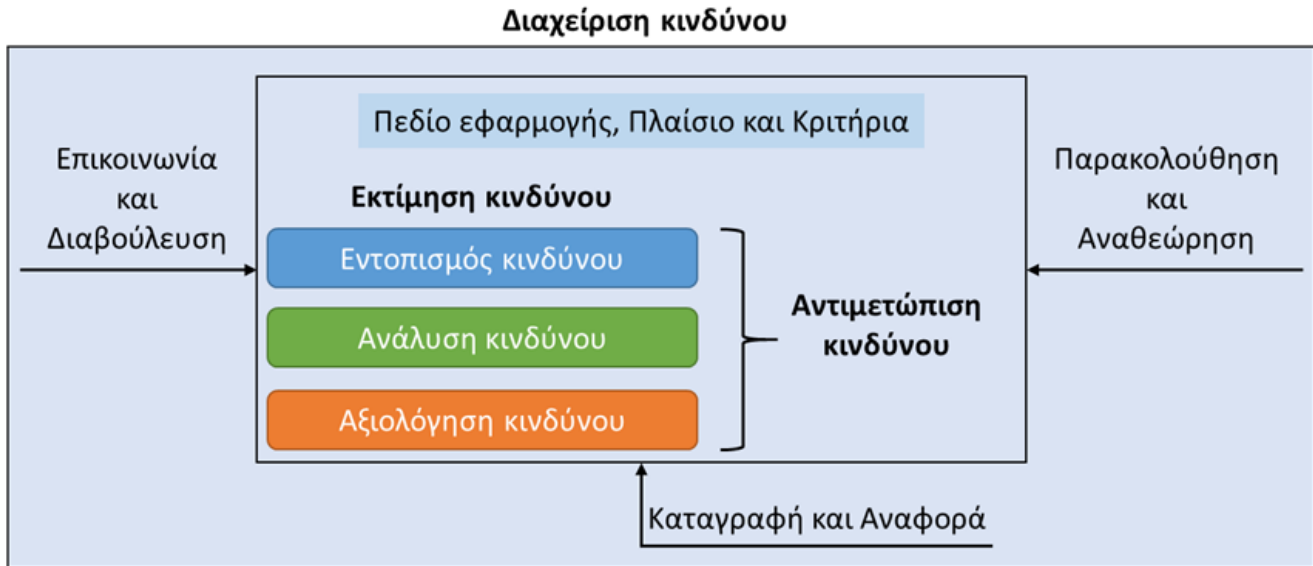 Διαχείριση κινδύνου
Πεδίο εφαρμογής, Πλαίσιο και Κριτήρια
Επικοινωνία
και
Διαβούλευση
Εκτίμηση κινδύνου
Εντοπισμός κινδύνου
Ανάλυση κινδύνου
Αξιολόγηση κινδύνου
Αντιμετώπιση
κινδύνου
Παρακολούθηση
και
Αναθεώρηση
Καταγραφή και Αναφορά